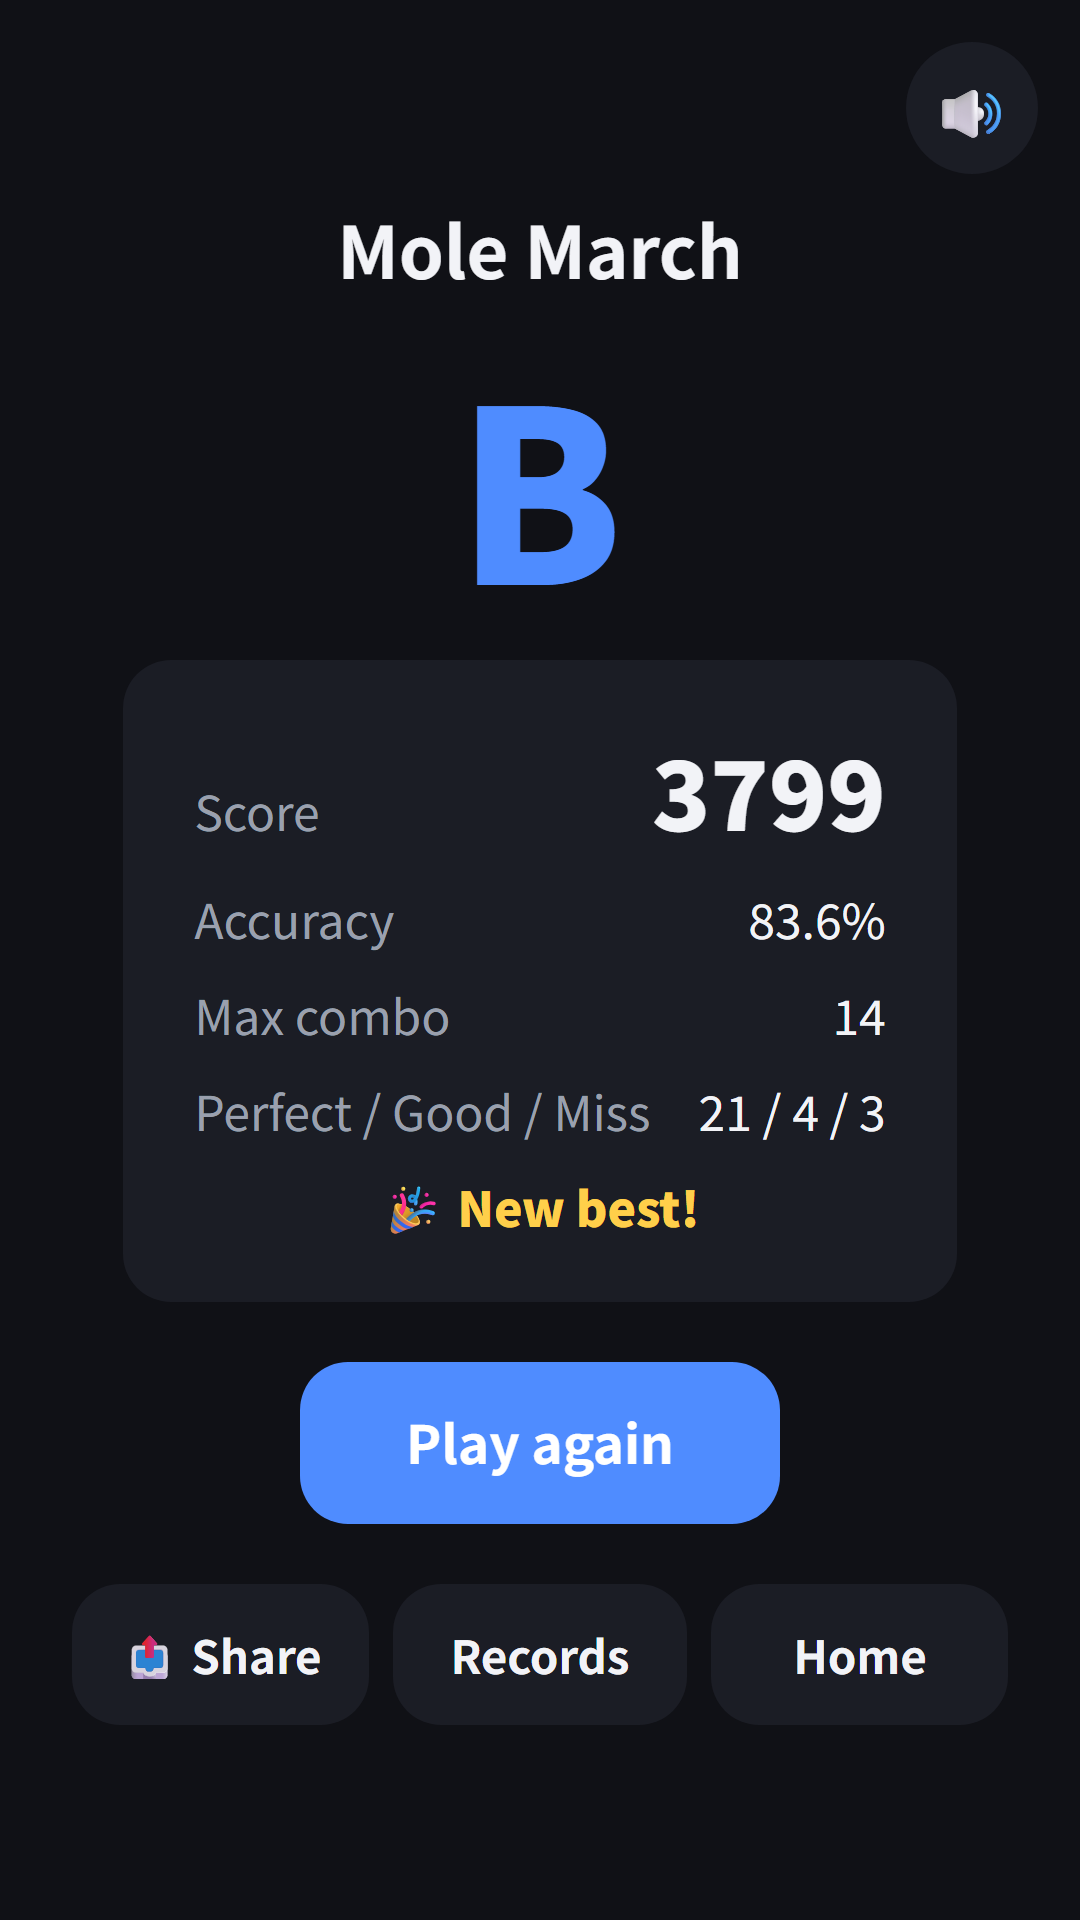 Mole March
B
Score 3799
Accuracy 83.6%
Max combo 14
Perfect / Good / Miss 21 / 4 / 3
🎉 New best!
Play again
📤 Share Records Home